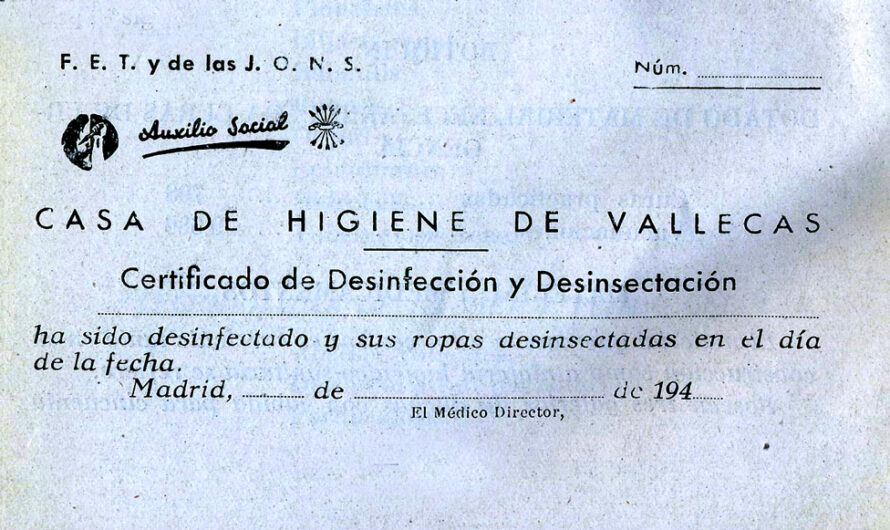 F. E. T. y de las J. O. N. S.
Núm.
Auxilio Social
CASA DE HIGIENE DE VALLECAS
Certificado de Desinfección y Desinsectación
ha sido desinfectado y sus ropas desinsectadas en el día
de la fecha.
Madrid, ........ de ........................ de 194....
El Médico Director,